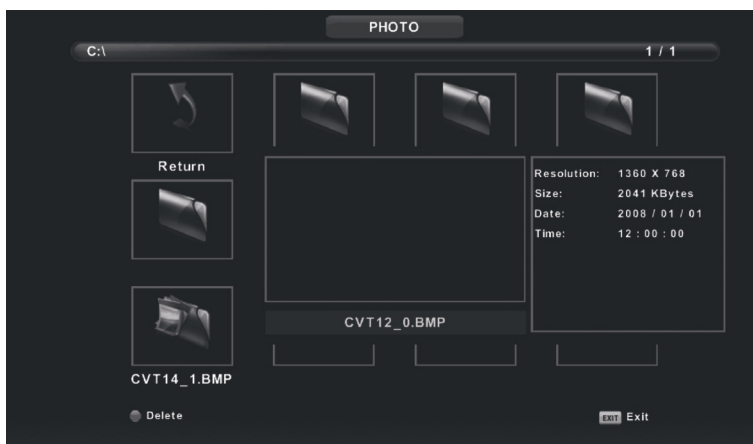 PHOTO
C:\
1 / 1
Return
Resolution: 1360 X 768
Size: 2041 KBytes
Date: 2008 / 01 / 01
Time: 12 : 00 : 00
CVT12_0.BMP
CVT14_1.BMP
Delete
EXIT Exit